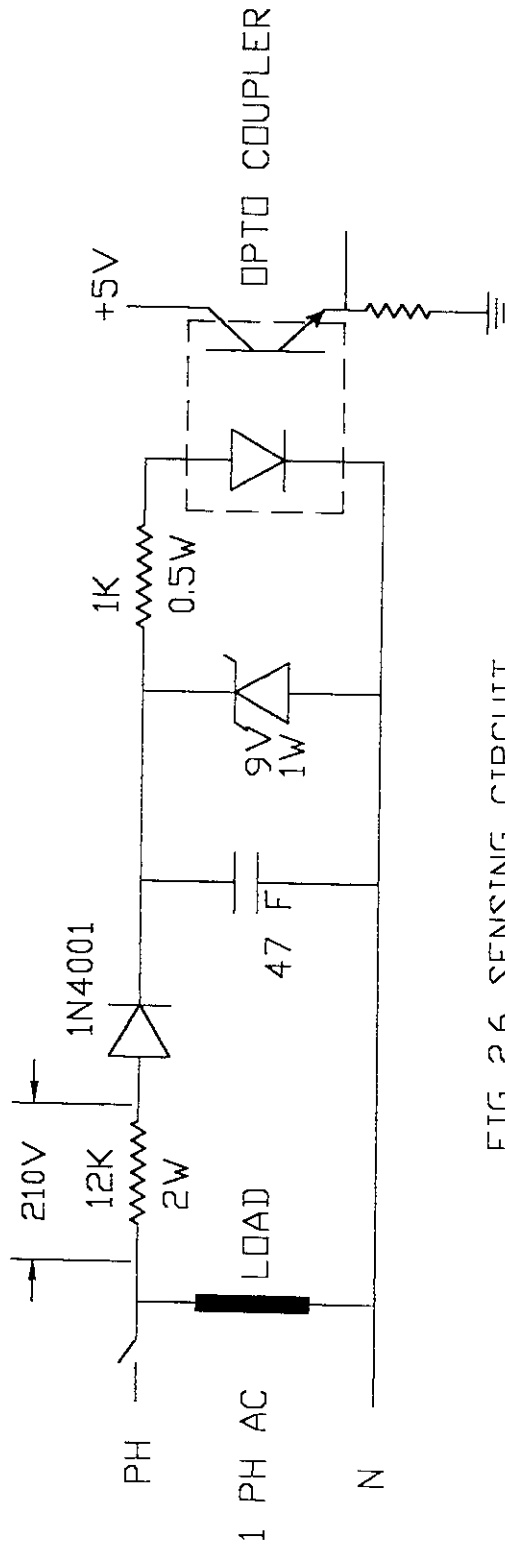 PH
1 PH AC
N
LOAD
210V
12K
2W
1N4001
47 F
9V
1W
1K
0.5W
+5V
OPTO COUPLER
FIG 2.6 SENSING CIRCUIT